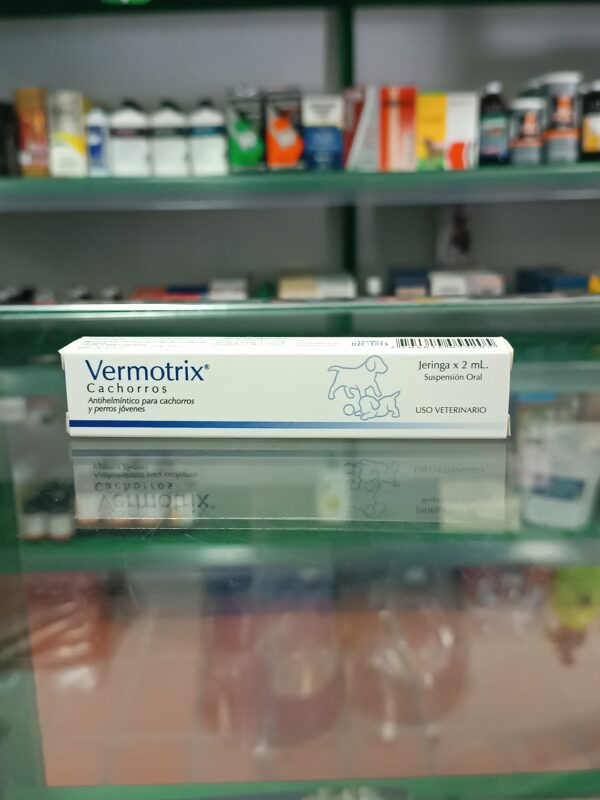 Vermotrix®
Cachorros
Antihelmíntico para cachorros
y perros jóvenes
Jeringa x 2 mL.
Suspensión Oral
USO VETERINARIO